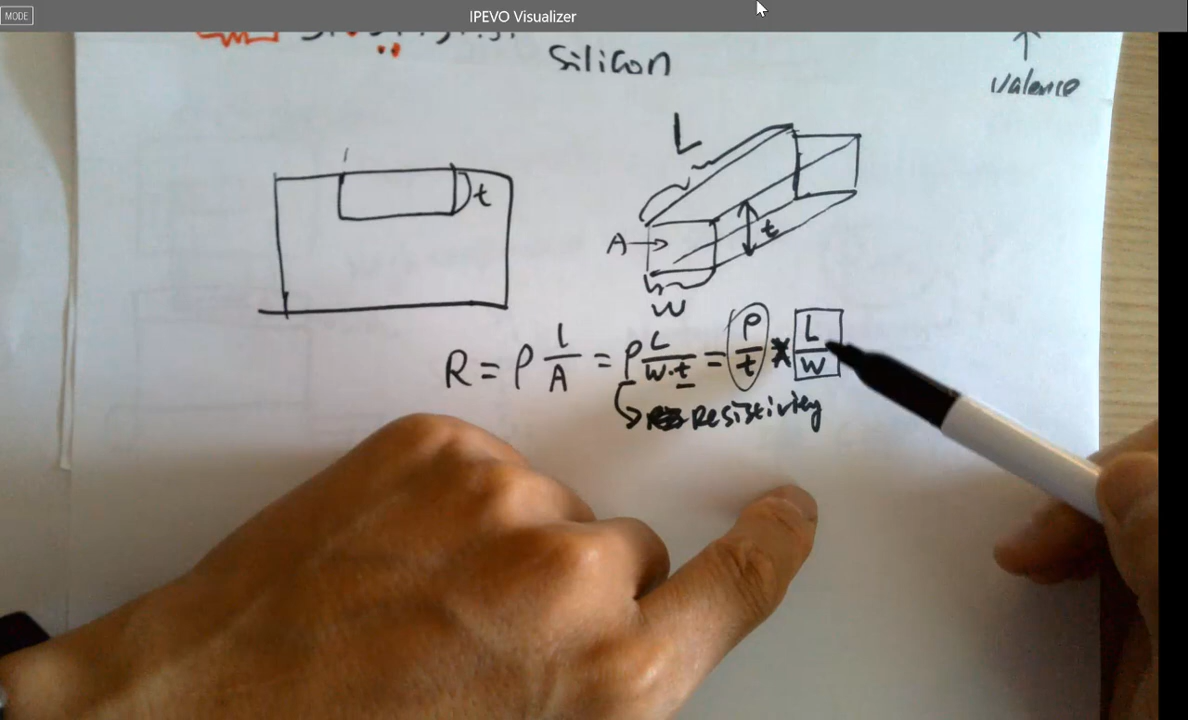 MODE
IPEVO Visualizer
Silicon
Valence
L
t
A
t
W
R = ρ L/A = ρ L/W·t = ρ/t * L/W
Resistivity